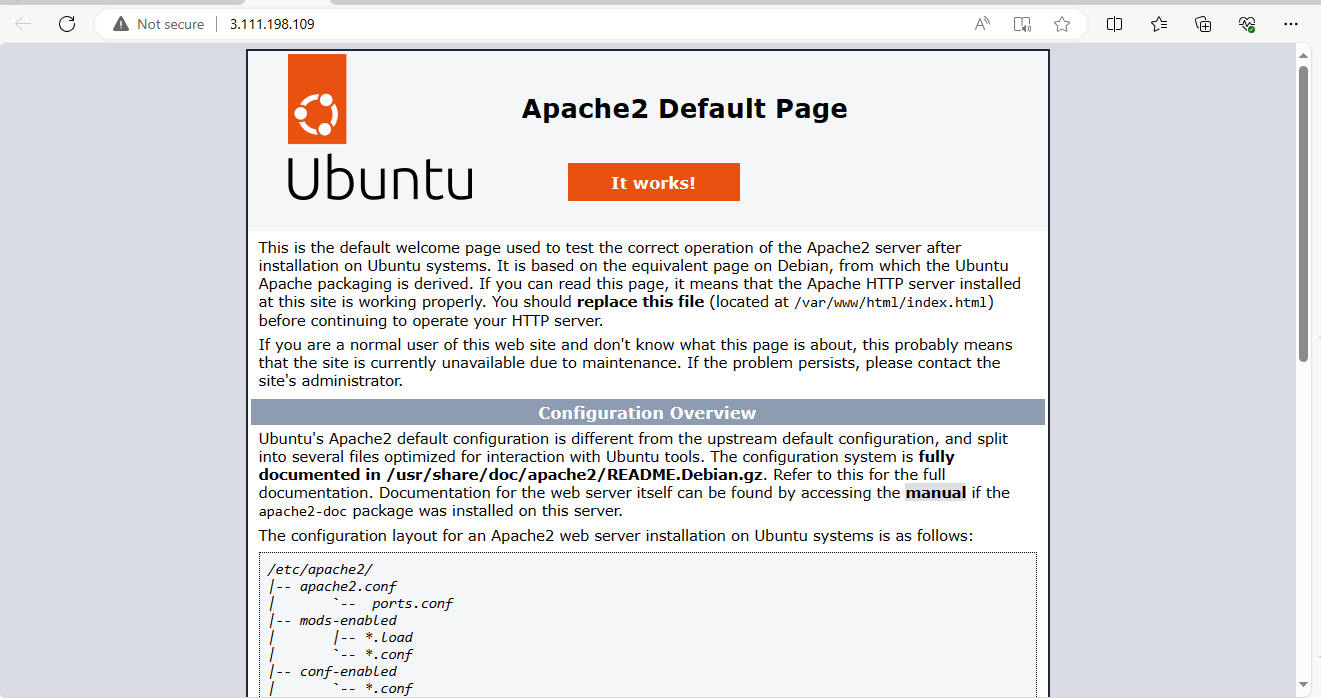 Not secure 3.111.198.109
Apache2 Default Page
Ubuntu
It works!
This is the default welcome page used to test the correct operation of the Apache2 server after
installation on Ubuntu systems. It is based on the equivalent page on Debian, from which the Ubuntu
Apache packaging is derived. If you can read this page, it means that the Apache HTTP server installed
at this site is working properly. You should replace this file (located at /var/www/html/index.html)
before continuing to operate your HTTP server.
If you are a normal user of this web site and don't know what this page is about, this probably means
that the site is currently unavailable due to maintenance. If the problem persists, please contact the
site's administrator.
Configuration Overview
Ubuntu's Apache2 default configuration is different from the upstream default configuration, and split
into several files optimized for interaction with Ubuntu tools. The configuration system is fully
documented in /usr/share/doc/apache2/README.Debian.gz. Refer to this for the full
documentation. Documentation for the web server itself can be found by accessing the manual if the
apache2-doc package was installed on this server.
The configuration layout for an Apache2 web server installation on Ubuntu systems is as follows:
/etc/apache2/
|-- apache2.conf
|       `--  ports.conf
|-- mods-enabled
|       |-- *.load
|       `-- *.conf
|-- conf-enabled
|       `-- *.conf